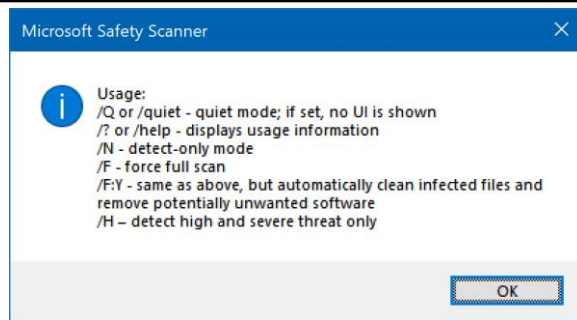 Microsoft Safety Scanner
Usage:
/Q or /quiet - quiet mode; if set, no UI is shown
/? or /help - displays usage information
/N - detect-only mode
/F - force full scan
/F:Y - same as above, but automatically clean infected files and
remove potentially unwanted software
/H – detect high and severe threat only
OK